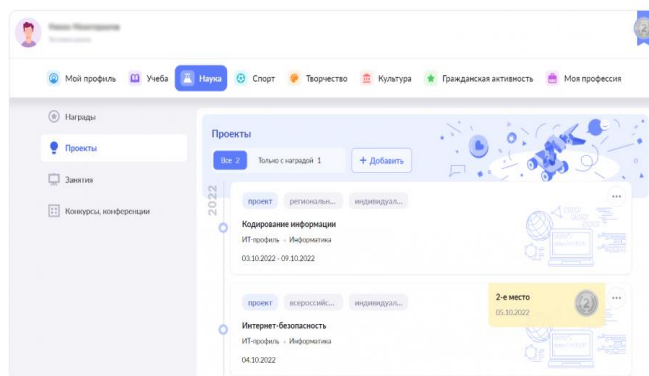 2
Мой профиль Учеба Наука Спорт Творчество Культура Гражданская активность Моя профессия
Награды
Проекты
Занятия
Конкурсы, конференции
Проекты
Все 2 Только с наградой 1 + Добавить
2022
проект региональн... индивидуал...
Кодирование информации
ИТ-профиль • Информатика
03.10.2022 - 09.10.2022
проект всероссийс... индивидуал...
2-е место
05.10.2022
2
Интернет-безопасность
ИТ-профиль • Информатика
04.10.2022